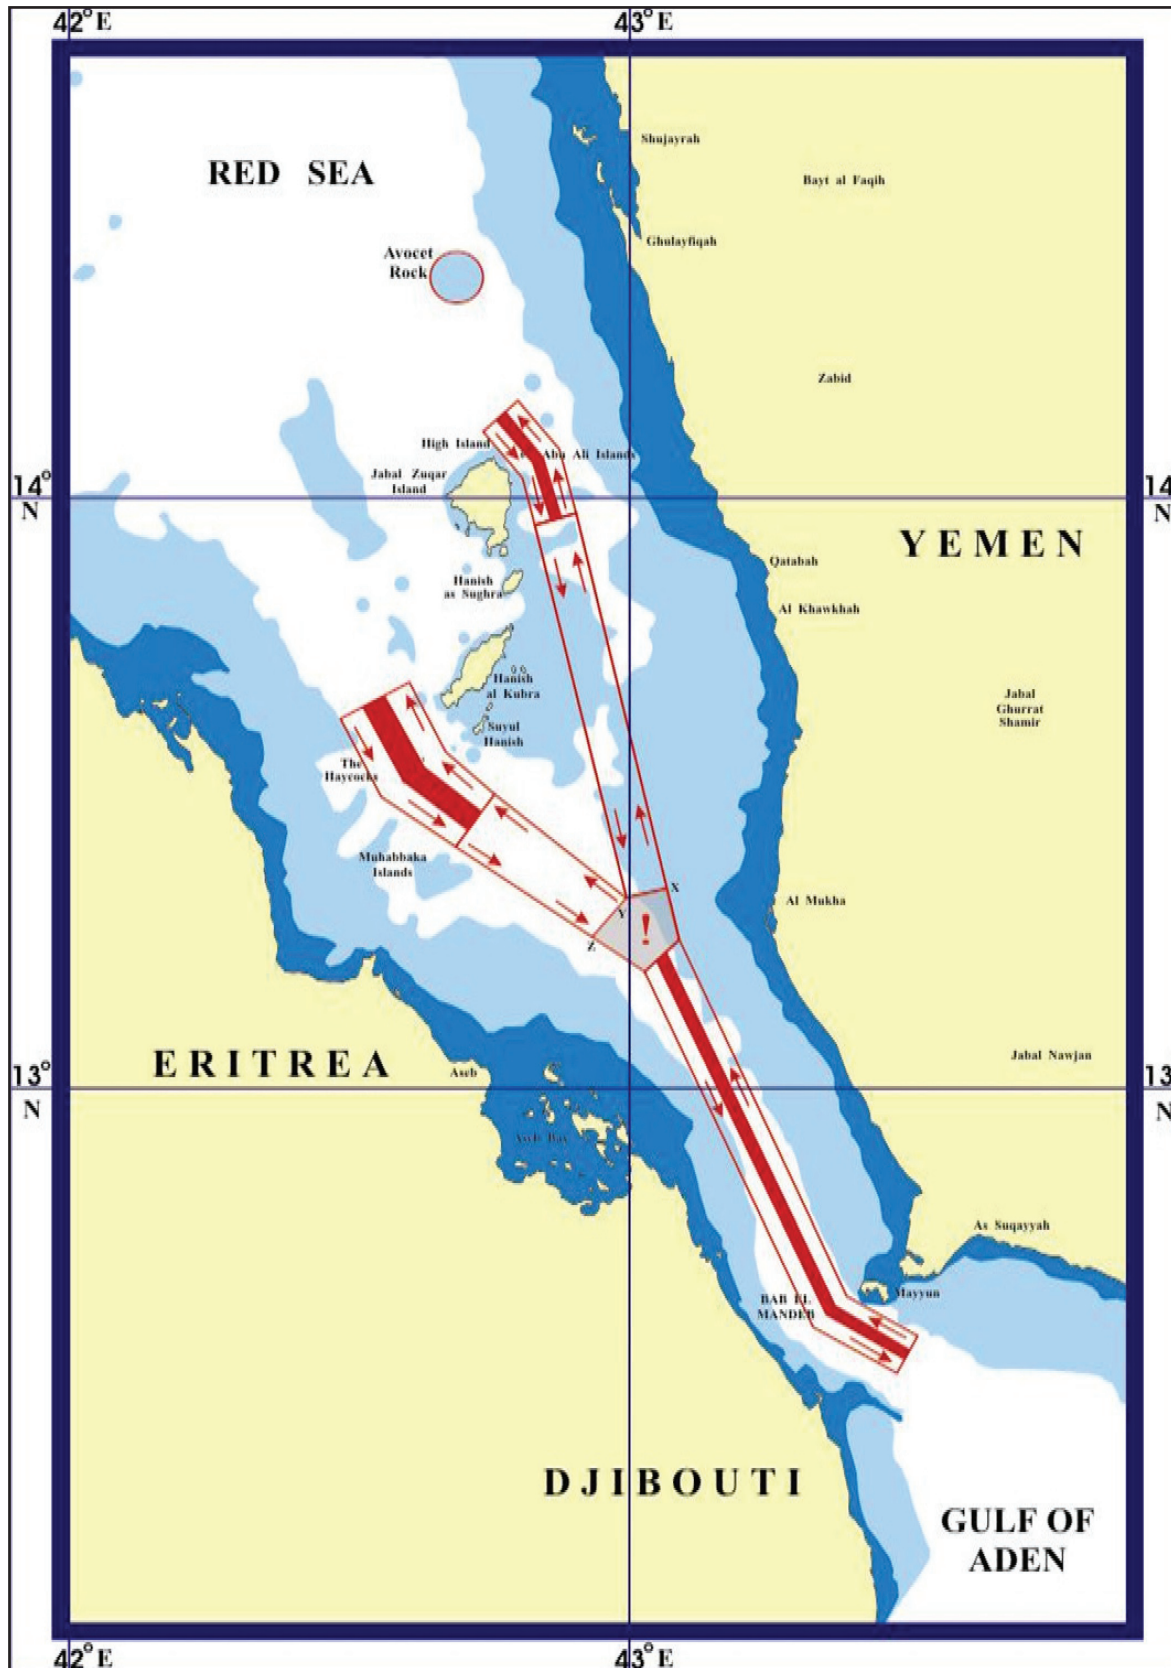 42° E
43° E
Shujayrah
RED SEA
Bayt al Faqih
Ghulayfiqah
Avocet
Rock
Zabid
High Island
Abu Ali Islands
Jabal Zuqar
Island
14°
N
14
N
YEMEN
Qatabah
Hanish
as Sughra
Al Khawkhah
Hanish
al Kubra
Jabal
Ghurrat
Shamir
Suyul
Hanish
The
Haycocks
Muhabbaka
Islands
X
Al Mukha
Y
!
Z
ERITREA
Jabal Nawjan
Aseb
13°
N
13
N
Aseb Bay
As Suqayyah
Mayyun
BAB EL
MANDEB
DJIBOUTI
GULF OF
ADEN
42° E
43° E